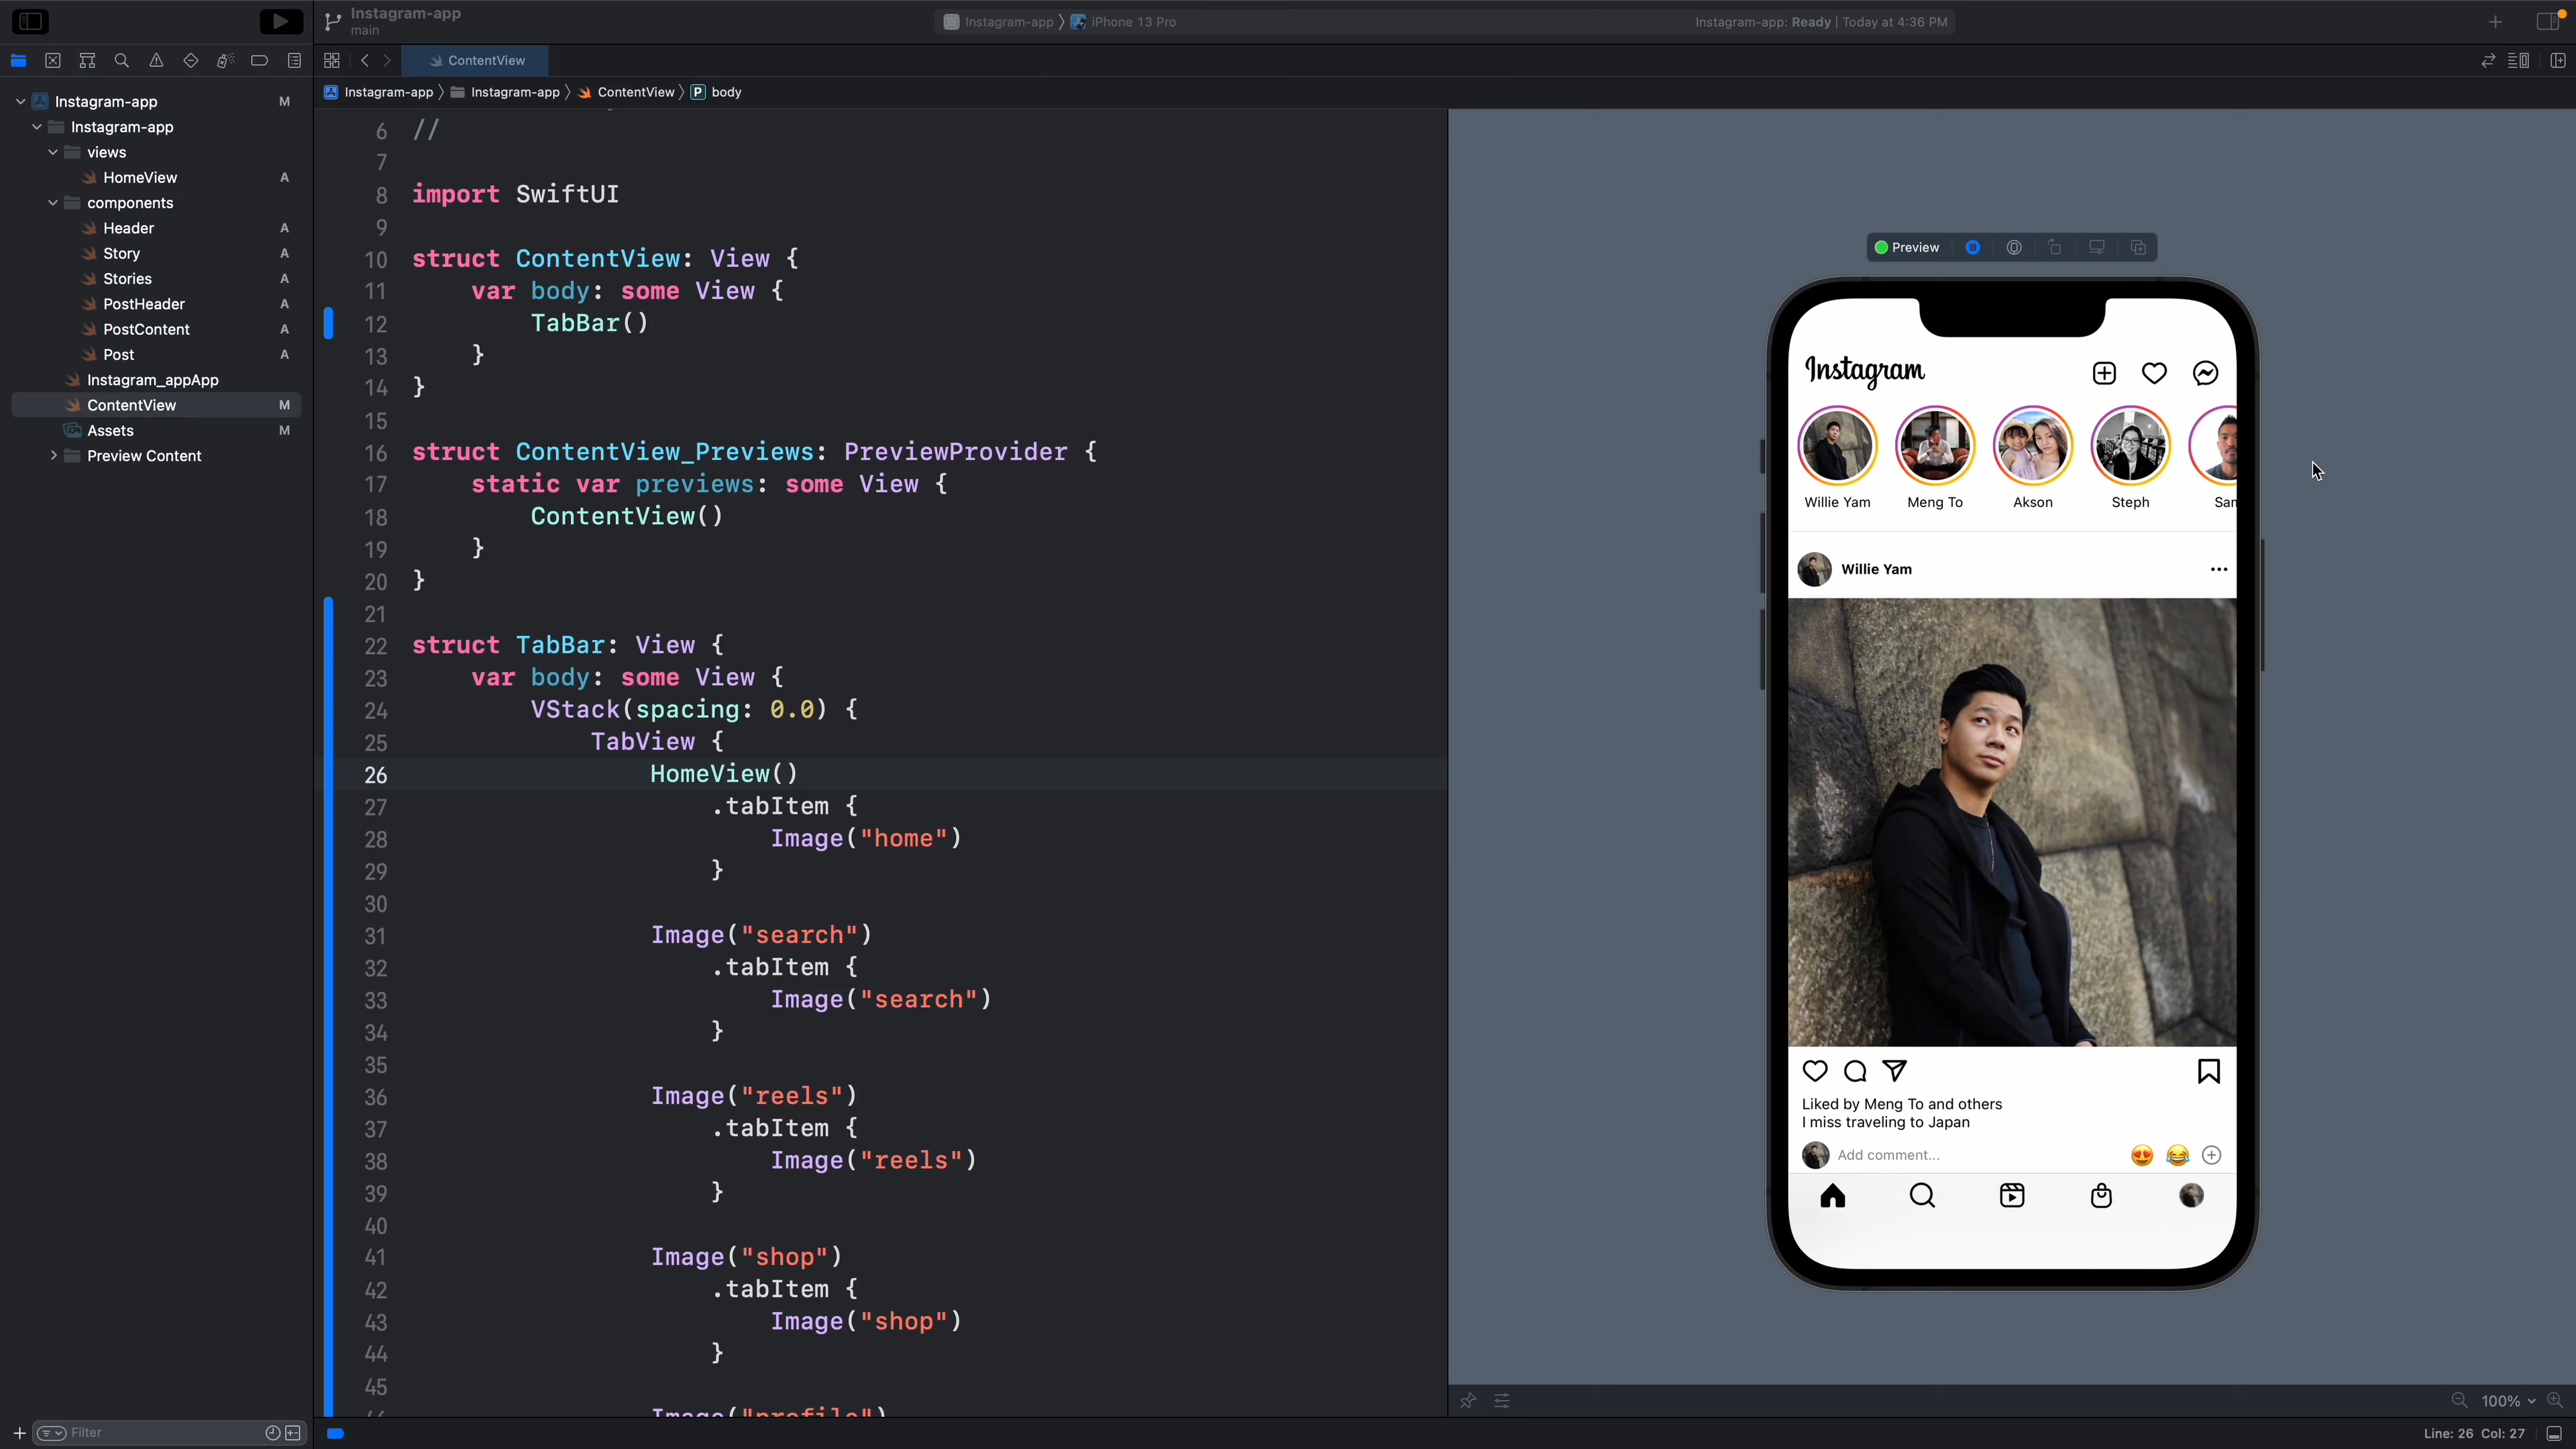 Instagram-app
main
Instagram-app
iPhone 13 Pro
Instagram-app: Ready | Today at 4:36 PM
ContentView
Instagram-app
Instagram-app
ContentView
P body
Instagram-app M
Instagram-app
views
HomeView A
components
Header A
Story A
Stories A
PostHeader A
PostContent A
Post A
Instagram_appApp
ContentView M
Assets M
Preview Content
Filter
6 //
7
8 import SwiftUI
9
10 struct ContentView: View {
11 var body: some View {
12 TabBar()
13 }
14 }
15
16 struct ContentView_Previews: PreviewProvider {
17 static var previews: some View {
18 ContentView()
19 }
20 }
21
22 struct TabBar: View {
23 var body: some View {
24 VStack(spacing: 0.0) {
25 TabView {
26 HomeView()
27 .tabItem {
28 Image("home")
29 }
30
31 Image("search")
32 .tabItem {
33 Image("search")
34 }
35
36 Image("reels")
37 .tabItem {
38 Image("reels")
39 }
40
41 Image("shop")
42 .tabItem {
43 Image("shop")
44 }
45
Image("profile")
Preview
Instagram
Willie Yam
Meng To
Akson
Steph
Sam
Willie Yam
Liked by Meng To and others
I miss traveling to Japan
Add comment...
100%
Line: 26 Col: 27